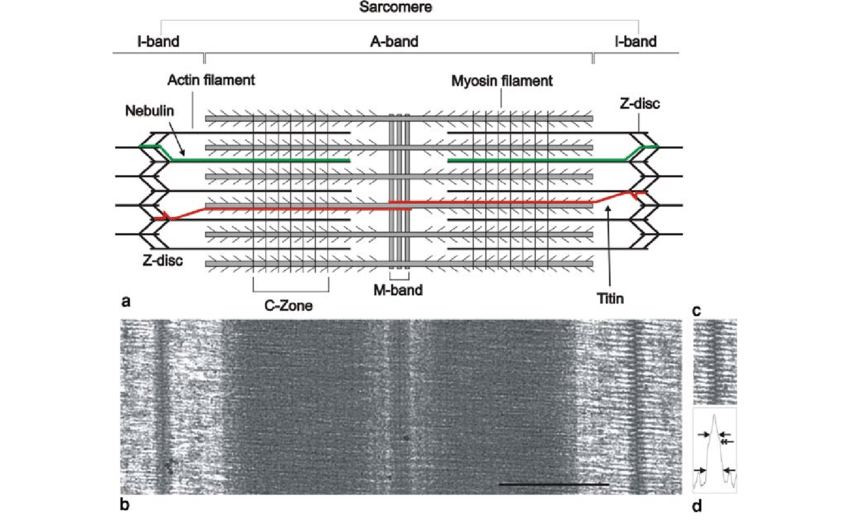 Sarcomere
I-band A-band I-band
Actin filament Myosin filament
Nebulin Z-disc
Z-disc
M-band
C-Zone Titin
a
c
b
d